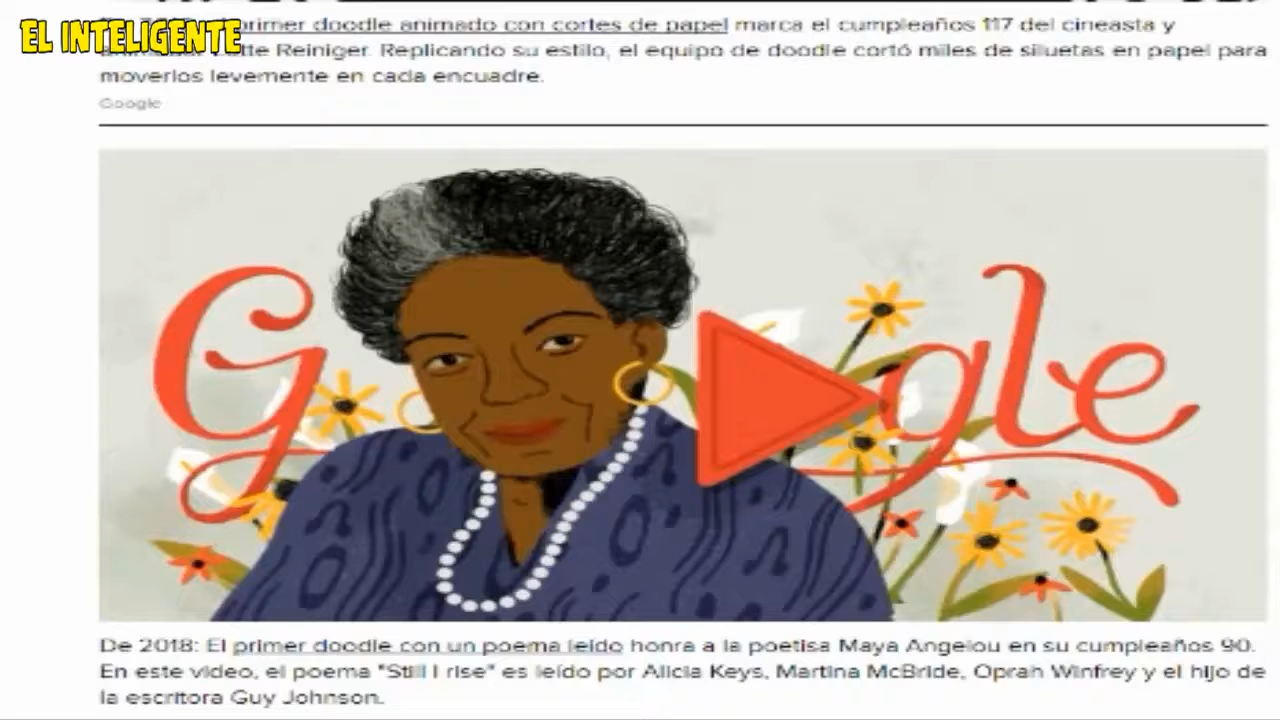 primer doodle animado con cortes de papel marca el cumpleaños 117 del cineasta y
EL INTELIGENTE
Reiniger. Replicando su estilo, el equipo de doodle cortó miles de siluetas en papel para
moverlos levemente en cada encuadre.
Google
G gle
De 2018: El primer doodle con un poema leído honra a la poetisa Maya Angelou en su cumpleaños 90.
En este video, el poema "Still I rise" es leído por Alicia Keys, Martina McBride, Oprah Winfrey y el hijo de
la escritora Guy Johnson.